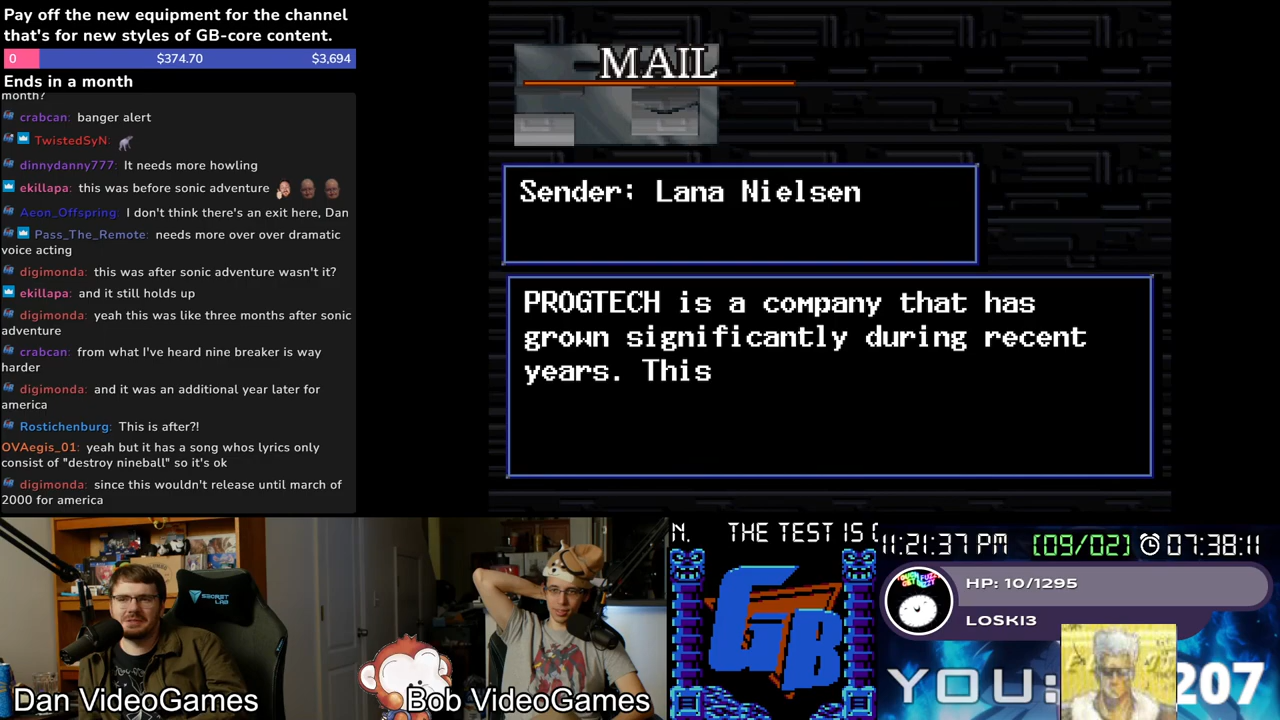 Pay off the new equipment for the channel
that's for new styles of GB-core content.
0 $374.70 $3,694
Ends in a month
month?
crabcan: banger alert
TwistedSyN:
dinnydanny777: It needs more howling
ekillapa: this was before sonic adventure
Aeon_Offspring: I don't think there's an exit here, Dan
Pass_The_Remote: needs more over over dramatic
voice acting
digimonda: this was after sonic adventure wasn't it?
ekillapa: and it still holds up
digimonda: yeah this was like three months after sonic
adventure
crabcan: from what I've heard nine breaker is way
harder
digimonda: and it was an additional year later for
america
Rostichenburg: This is after?!
OVAegis_01: yeah but it has a song whos lyrics only
consist of "destroy nineball" so it's ok
digimonda: since this wouldn't release until march of
2000 for america
MAIL
Sender: Lana Nielsen
PROGTECH is a company that has
grown significantly during recent
years. This
SECRET
LAB
Dan VideoGames
Bob VideoGames
N. THE TEST IS
GB
11:21:37 PM [09/02] 07:38:11
HP: 10/1295
LOSKI3
YOU: 207